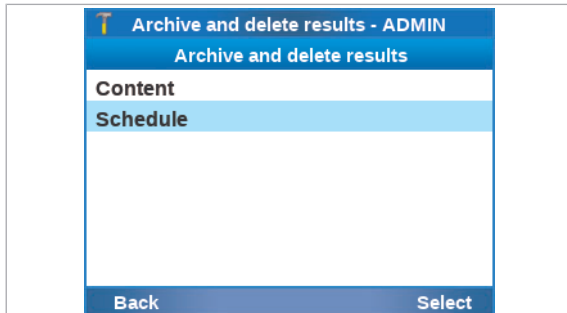 Archive and delete results - ADMIN
Archive and delete results
Content
Schedule
Back Select